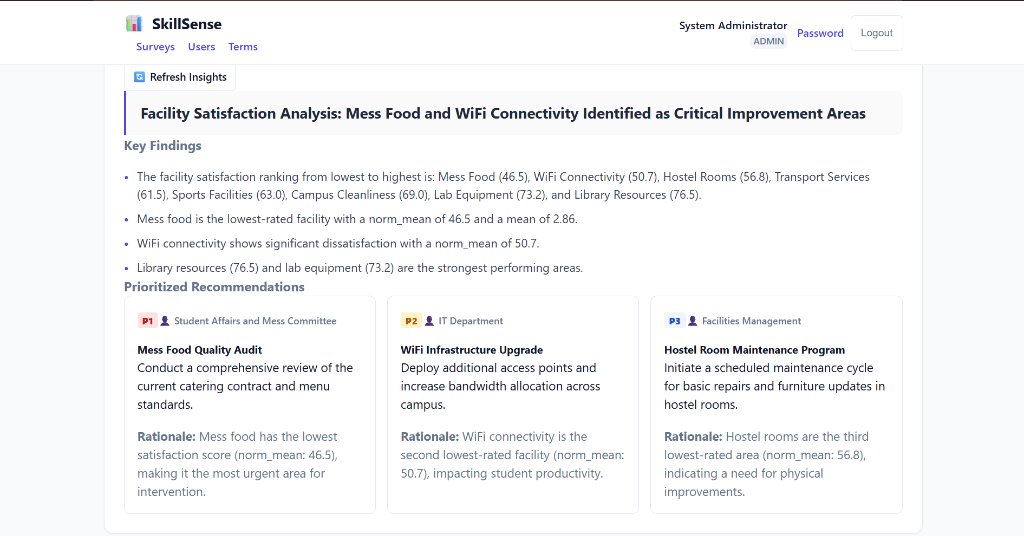 SkillSense
System Administrator
ADMIN
Password
Logout
Surveys Users Terms
Refresh Insights
Facility Satisfaction Analysis: Mess Food and WiFi Connectivity Identified as Critical Improvement Areas
Key Findings
• The facility satisfaction ranking from lowest to highest is: Mess Food (46.5), WiFi Connectivity (50.7), Hostel Rooms (56.8), Transport Services
(61.5), Sports Facilities (63.0), Campus Cleanliness (69.0), Lab Equipment (73.2), and Library Resources (76.5).
• Mess food is the lowest-rated facility with a norm_mean of 46.5 and a mean of 2.86.
• WiFi connectivity shows significant dissatisfaction with a norm_mean of 50.7.
• Library resources (76.5) and lab equipment (73.2) are the strongest performing areas.
Prioritized Recommendations
P1 Student Affairs and Mess Committee
Mess Food Quality Audit
Conduct a comprehensive review of the
current catering contract and menu
standards.
Rationale: Mess food has the lowest
satisfaction score (norm_mean: 46.5),
making it the most urgent area for
intervention.
P2 IT Department
WiFi Infrastructure Upgrade
Deploy additional access points and
increase bandwidth allocation across
campus.
Rationale: WiFi connectivity is the
second lowest-rated facility (norm_mean:
50.7), impacting student productivity.
P3 Facilities Management
Hostel Room Maintenance Program
Initiate a scheduled maintenance cycle
for basic repairs and furniture updates in
hostel rooms.
Rationale: Hostel rooms are the third
lowest-rated area (norm_mean: 56.8),
indicating a need for physical
improvements.